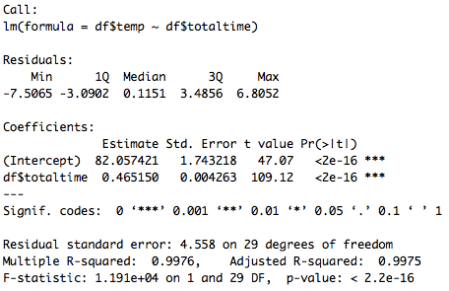 Call:
lm(formula = df$temp ~ df$totaltime)
Residuals:
Min 1Q Median 3Q Max
-7.5065 -3.0902 0.1151 3.4856 6.8052
Coefficients:
Estimate Std. Error t value Pr(>|t|)
(Intercept) 82.057421 1.743218 47.07 <2e-16 ***
df$totaltime 0.465150 0.004263 109.12 <2e-16 ***
---
Signif. codes: 0 ‘***’ 0.001 ‘**’ 0.01 ‘*’ 0.05 ‘.’ 0.1 ‘ ’ 1
Residual standard error: 4.558 on 29 degrees of freedom
Multiple R-squared: 0.9976, Adjusted R-squared: 0.9975
F-statistic: 1.191e+04 on 1 and 29 DF, p-value: < 2.2e-16